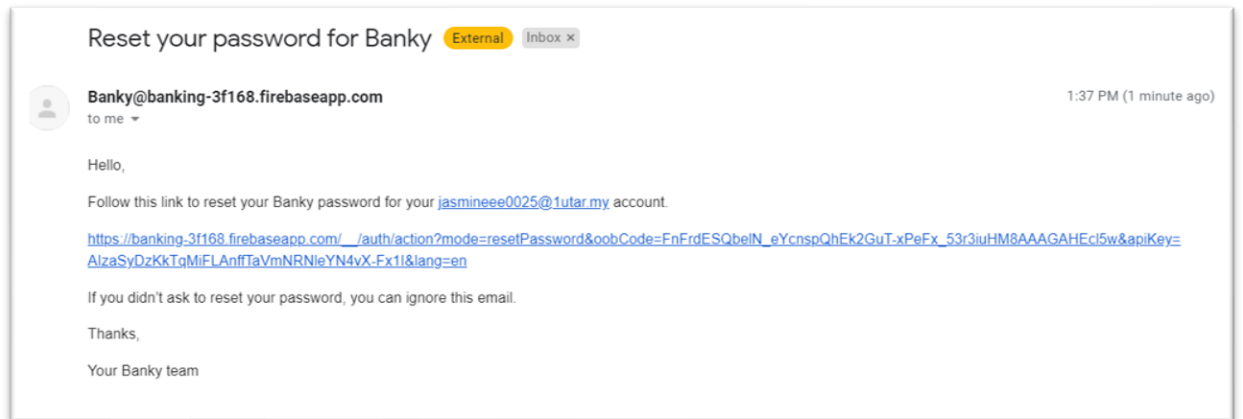 Reset your password for Banky External Inbox ×
Banky@banking-3f168.firebaseapp.com 1:37 PM (1 minute ago)
to me
Hello,
Follow this link to reset your Banky password for your jasmineee0025@1utar.my account.
https://banking-3f168.firebaseapp.com/__/auth/action?mode=resetPassword&oobCode=FnFrdESQbelN_eYcnspQhEk2GuT-xPeFx_53r3iuHM8AAAGAHEcl5w&apiKey=
AIzaSyDzKkTqMiFLAnffTaVmNRNleYN4vX-Fx1I&lang=en
If you didn't ask to reset your password, you can ignore this email.
Thanks,
Your Banky team